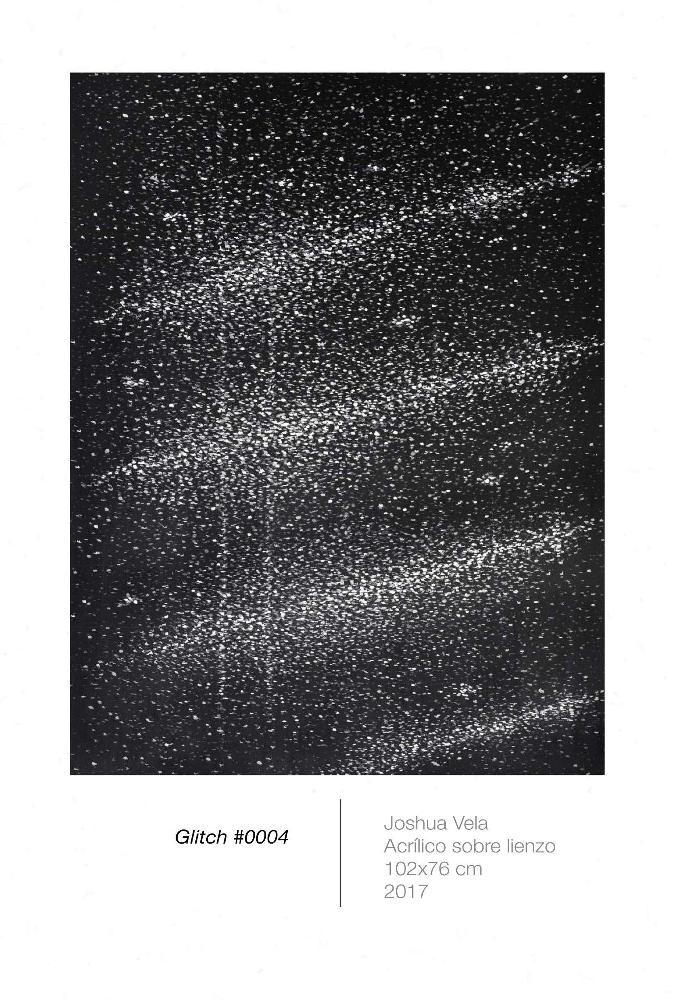 Glitch #0004
Joshua Vela
Acrílico sobre lienzo
102x76 cm
2017